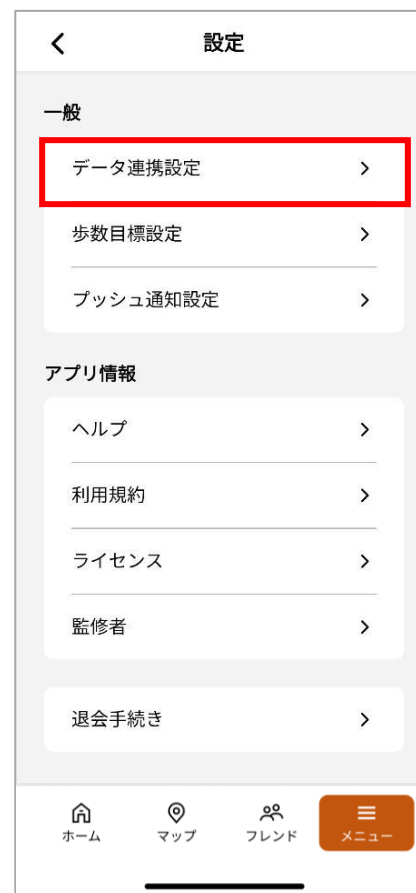 設定
一般
データ連携設定
歩数目標設定
プッシュ通知設定
アプリ情報
ヘルプ
利用規約
ライセンス
監修者
退会手続き
ホーム マップ フレンド メニュー